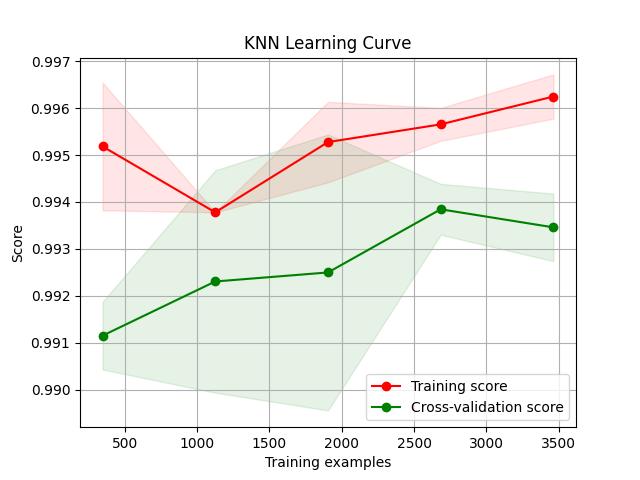 KNN Learning Curve
0.997
0.996
0.995
0.994
0.993
0.992
0.991
0.990
Score
Training score
Cross-validation score
500 1000 1500 2000 2500 3000 3500
Training examples